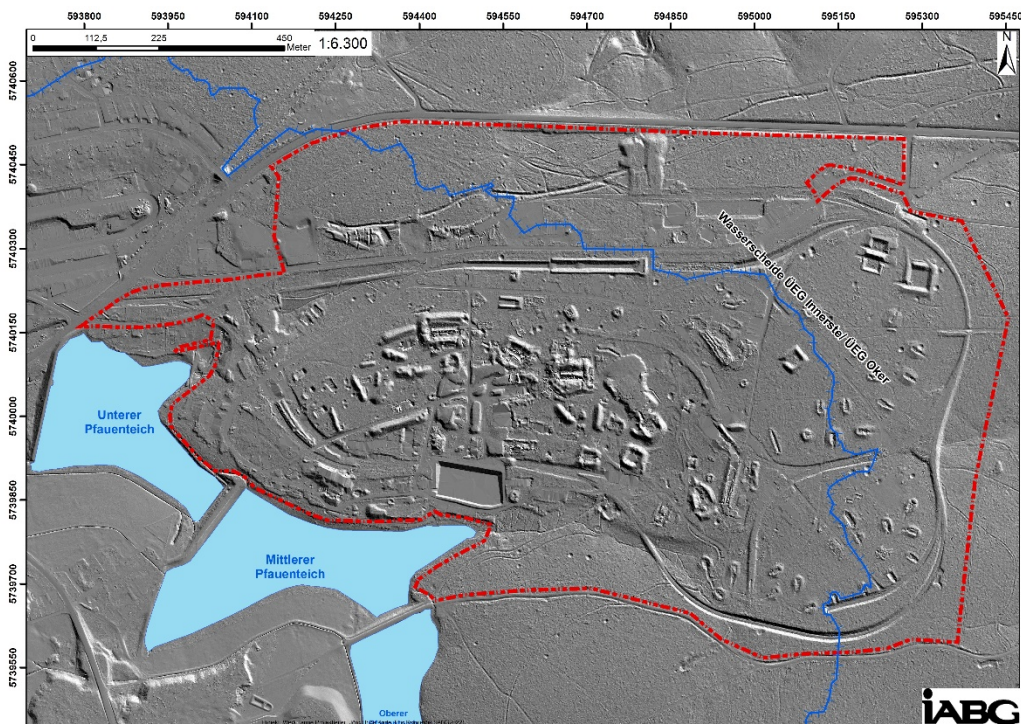 593800 593950 594100 594250 594400 594550 594700 594850 595000 595150 595300 595450
0 112,5 225 450
Meter 1:6.300
N
5740600
5740450
5740300
5740150
5740000
5739850
5739700
5739550
Wasserscheide ÜEG Innerste/ ÜEG Oker
Unterer
Pfauenteich
Mittlerer
Pfauenteich
Oberer
iABG